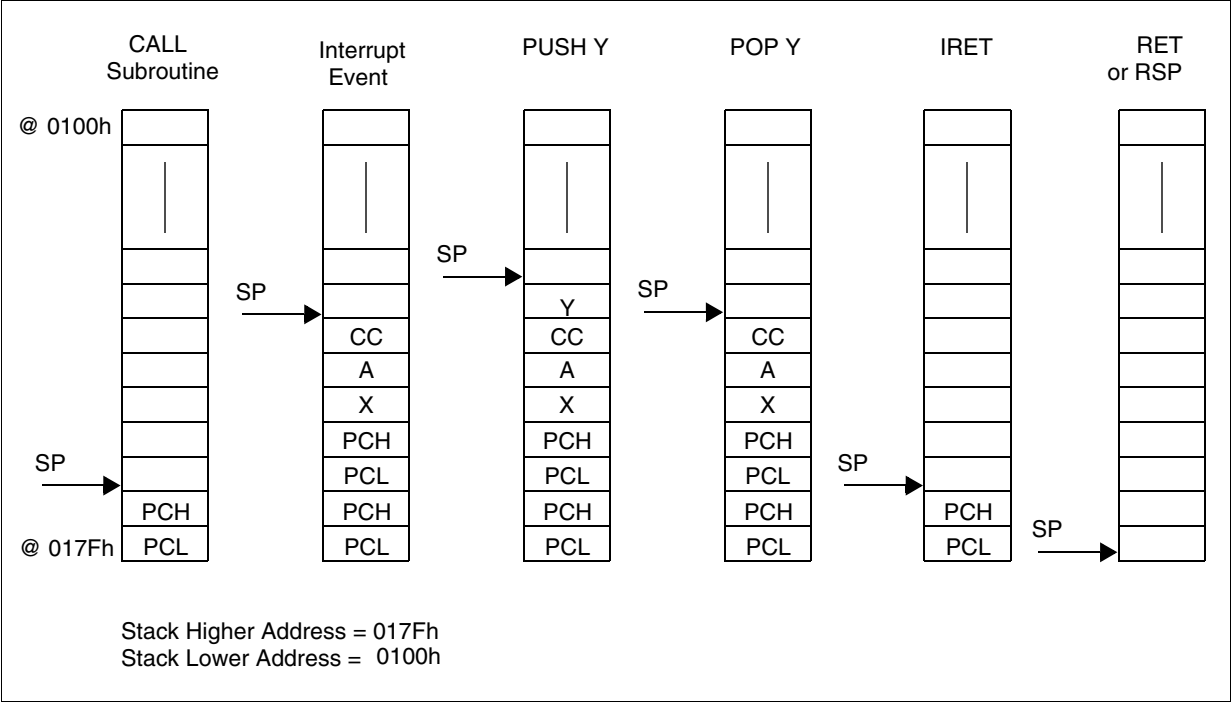 CALL
Subroutine
Interrupt
Event
PUSH Y
POP Y
IRET
RET
or RSP
@ 0100h
SP
SP
SP
Y
CC
CC
CC
A
A
A
X
X
X
PCH
PCH
PCH
SP
PCL
PCL
PCL
SP
PCH
PCH
PCH
PCH
PCH
SP
@ 017Fh
PCL
PCL
PCL
PCL
PCL
Stack Higher Address = 017Fh
Stack Lower Address = 0100h